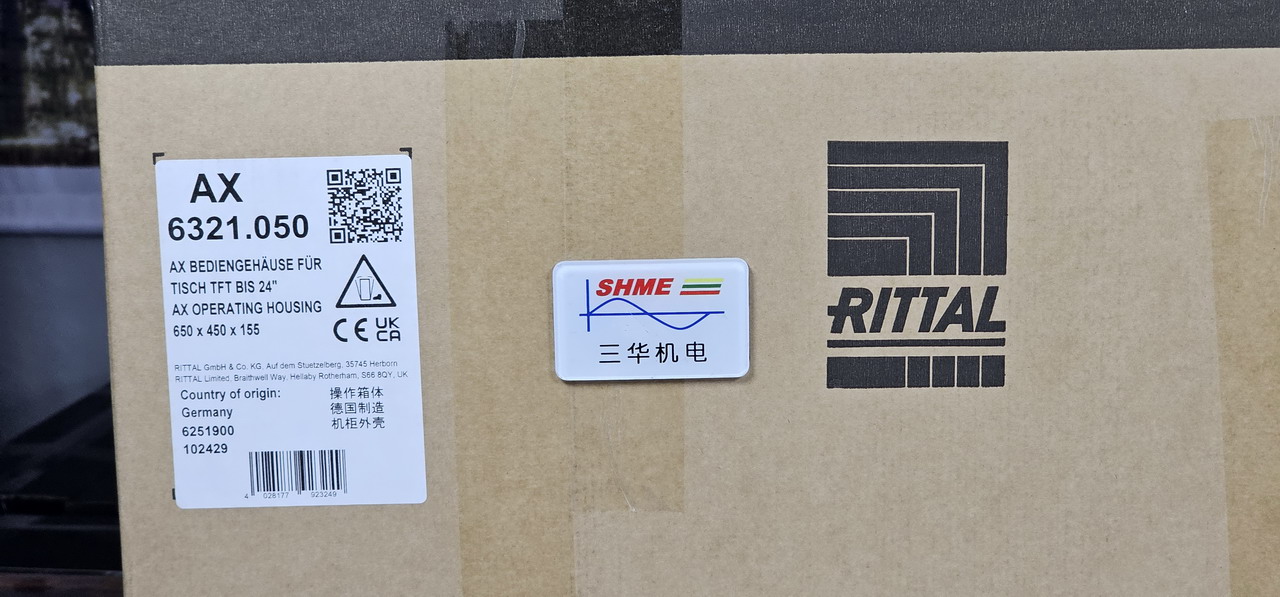 AX
6321.050
AX BEDIENGEHÄUSE FÜR
TISCH TFT BIS 24"
AX OPERATING HOUSING
650 x 450 x 155
CE UK
CA
RITTAL GmbH & Co. KG, Auf dem Stuetzelberg, 35745 Herborn
RITTAL Limited, Braithwell Way, Hellaby Rotherham, S66 8QY, UK
Country of origin:
Germany
6251900
102429
操作箱体
德国制造
机柜外壳
4 028177 923249
SHME
三华机电
RITTAL